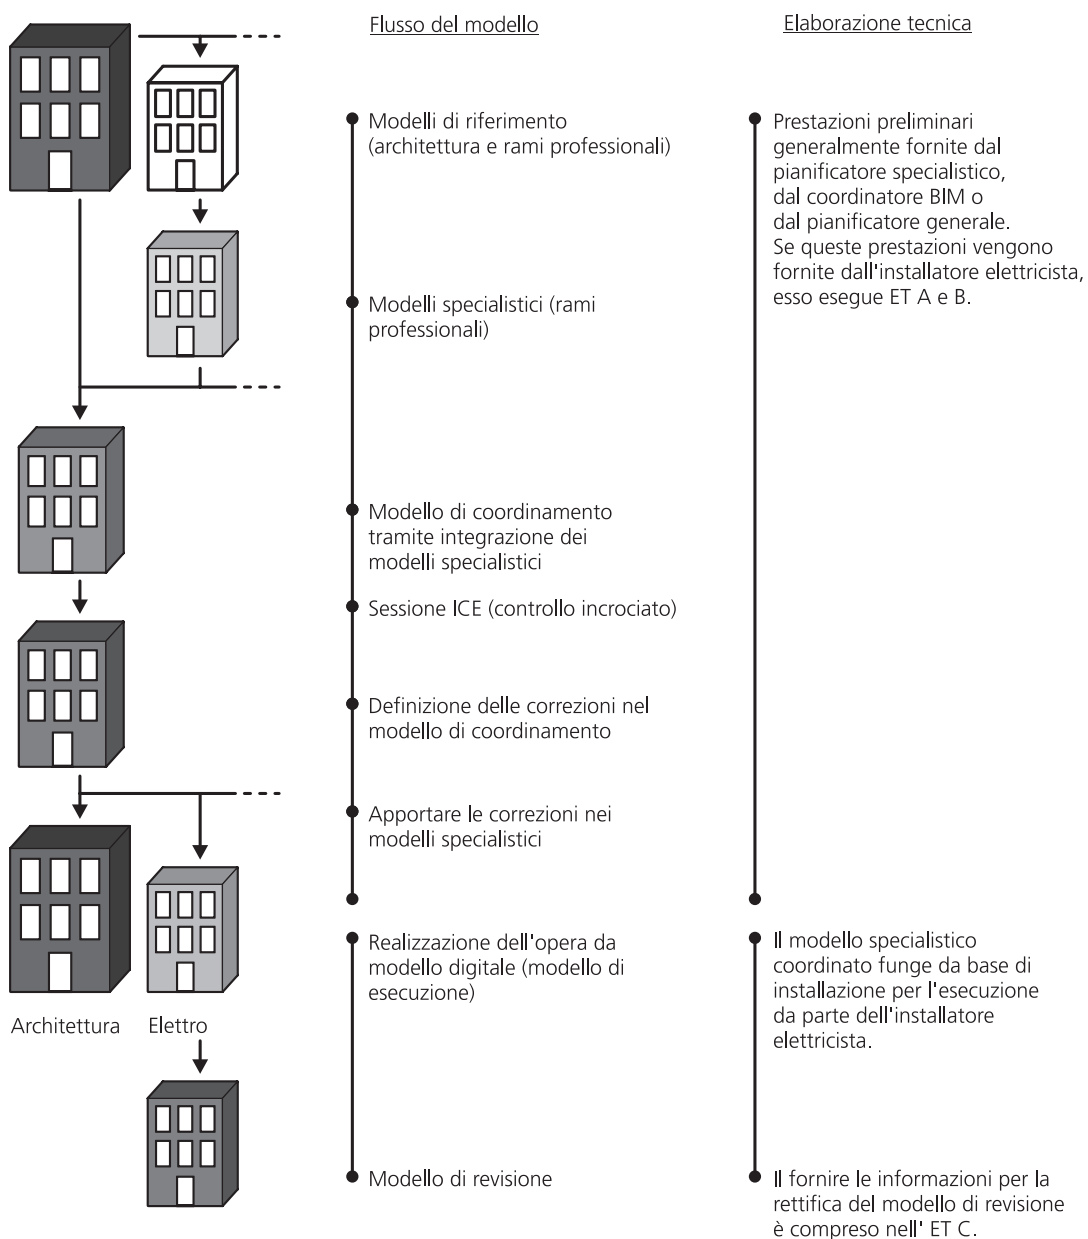 Flusso del modello
Elaborazione tecnica
Modelli di riferimento
(architettura e rami professionali)
Prestazioni preliminari
generalmente fornite dal
pianificatore specialistico,
dal coordinatore BIM o
dal pianificatore generale.
Se queste prestazioni vengono
fornite dall'installatore elettricista,
esso esegue ET A e B.
Modelli specialistici (rami
professionali)
Modello di coordinamento
tramite integrazione dei
modelli specialistici
Sessione ICE (controllo incrociato)
Definizione delle correzioni nel
modello di coordinamento
Apportare le correzioni nei
modelli specialistici
Realizzazione dell'opera da
modello digitale (modello di
esecuzione)
Il modello specialistico
coordinato funge da base di
installazione per l'esecuzione
da parte dell'installatore
elettricista.
Architettura
Elettro
Modello di revisione
Il fornire le informazioni per la
rettifica del modello di revisione
è compreso nell' ET C.